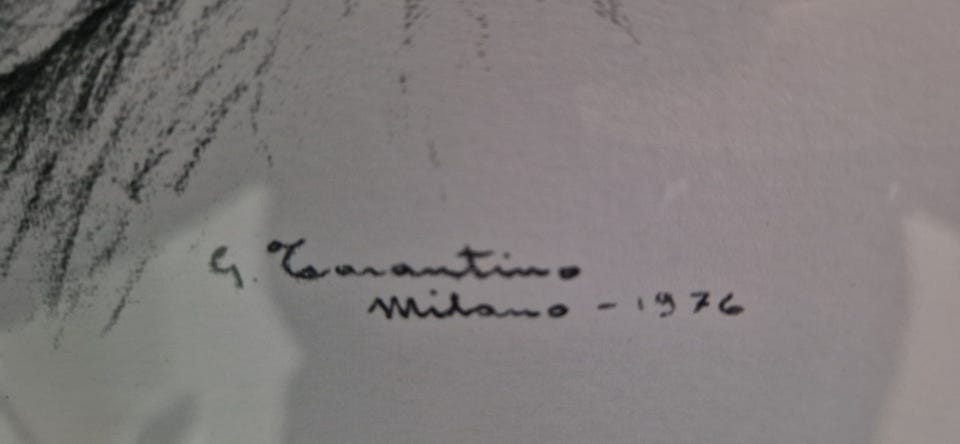 G. Tarantino
Milano - 1976